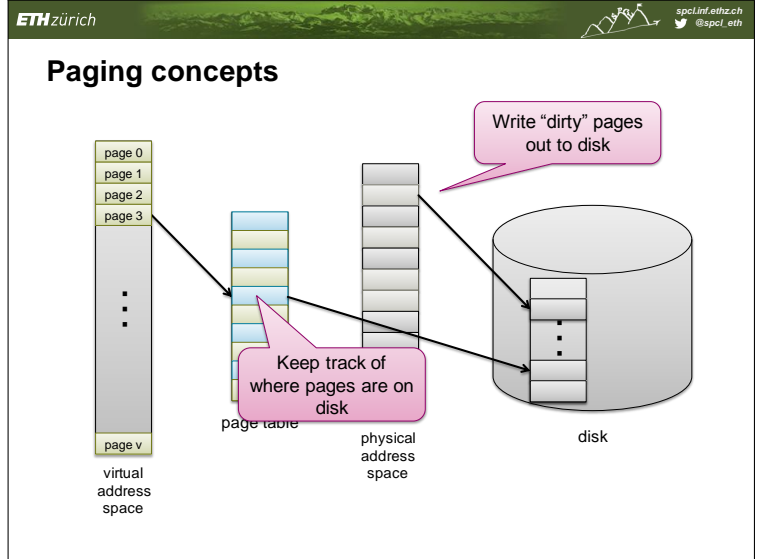 ETH zürich
spcl.inf.ethz.ch
@spcl_eth
Paging concepts
Write “dirty” pages
out to disk
page 0
page 1
page 2
page 3
Keep track of
where pages are on
disk
page table
page v
physical
address
space
disk
virtual
address
space